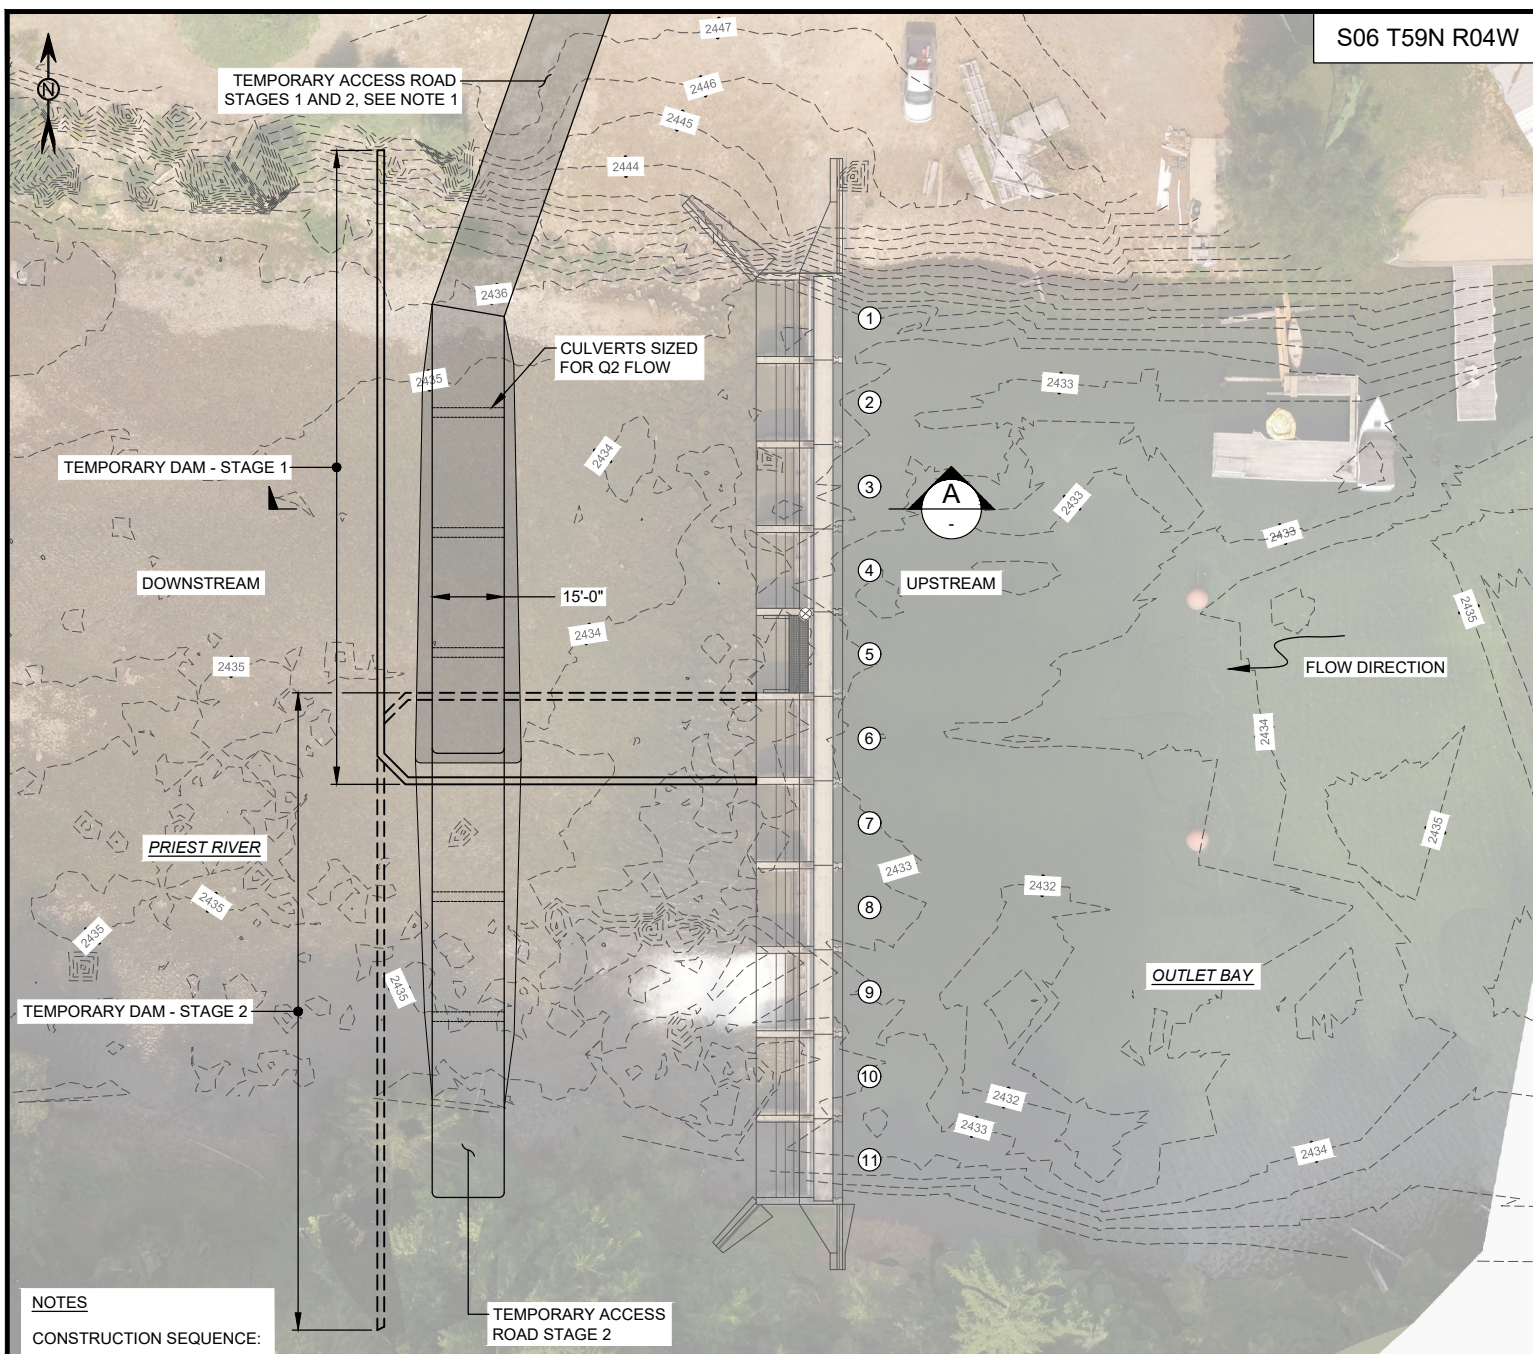 S06 T59N R04W
N
TEMPORARY ACCESS ROAD
STAGES 1 AND 2, SEE NOTE 1
2447
2446
2445
2444
2436
CULVERTS SIZED
FOR Q2 FLOW
2435
1
2
2433
2434
TEMPORARY DAM - STAGE 1
3
A
-
2433
2433
DOWNSTREAM
4
UPSTREAM
15'-0"
2435
2434
5
FLOW DIRECTION
2435
6
2434
7
2435
PRIEST RIVER
2433
2432
2435
8
2435
OUTLET BAY
2435
9
TEMPORARY DAM - STAGE 2
10
2432
2433
2434
11
NOTES
CONSTRUCTION SEQUENCE:
TEMPORARY ACCESS
ROAD STAGE 2